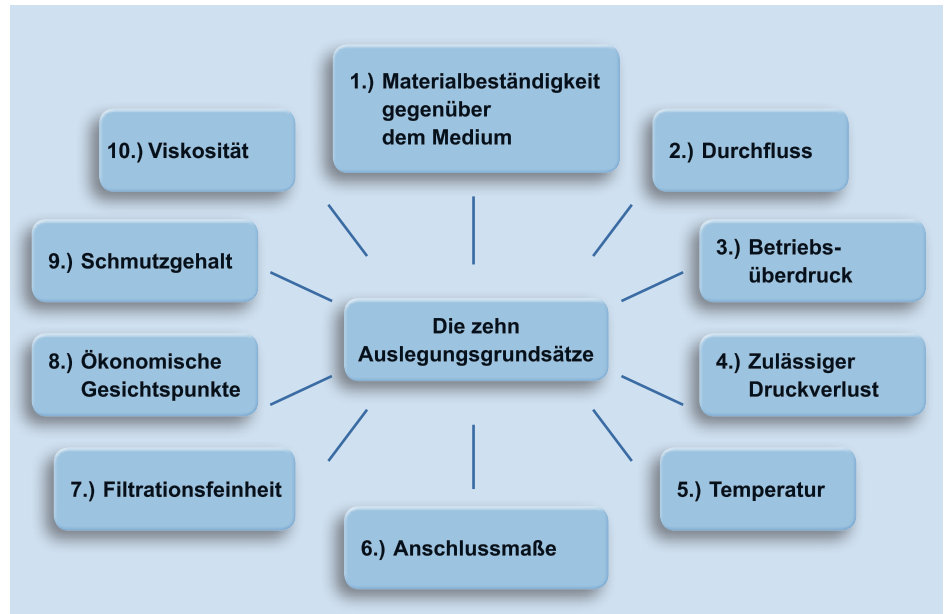 1.) Materialbeständigkeit
gegenüber
dem Medium
2.) Durchfluss
3.) Betriebs-
überdruck
4.) Zulässiger
Druckverlust
5.) Temperatur
6.) Anschlussmaße
7.) Filtrationsfeinheit
8.) Ökonomische
Gesichtspunkte
9.) Schmutzgehalt
10.) Viskosität
Die zehn
Auslegungsgrundsätze